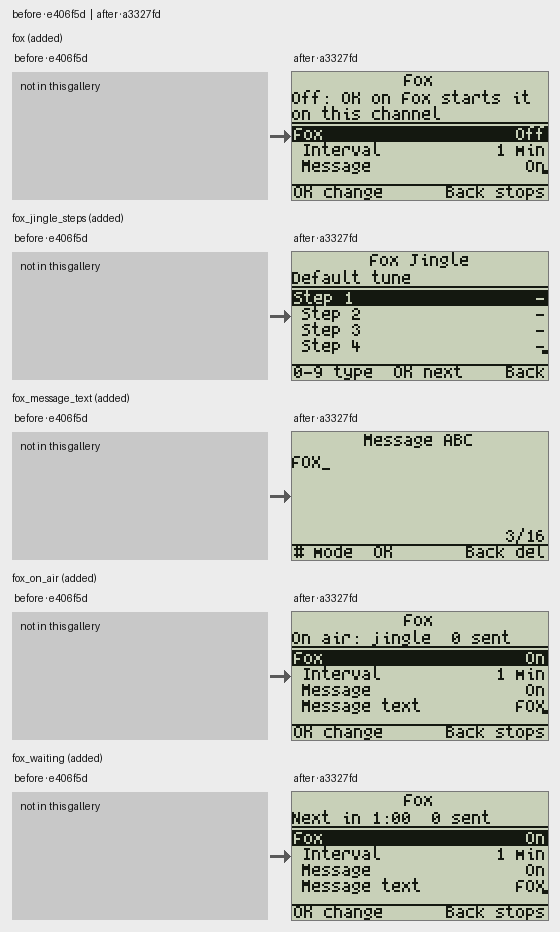 before · e406f5d | after · a3327fd
fox (added)
before · e406f5d
after · a3327fd
not in this gallery
Fox
Off: OK on Fox starts it
on this channel
Fox Off
Interval 1 min
Message On
OK change Back stops
fox_jingle_steps (added)
before · e406f5d
after · a3327fd
not in this gallery
Fox Jingle
Default tune
Step 1 -
Step 2 -
Step 3 -
Step 4 -
0-9 type OK next Back
fox_message_text (added)
before · e406f5d
after · a3327fd
not in this gallery
Message ABC
FOX_
3/16
# mode OK Back del
fox_on_air (added)
before · e406f5d
after · a3327fd
not in this gallery
Fox
On air: jingle 0 sent
Fox On
Interval 1 min
Message On
Message text FOX
OK change Back stops
fox_waiting (added)
before · e406f5d
after · a3327fd
not in this gallery
Fox
Next in 1:00 0 sent
Fox On
Interval 1 min
Message On
Message text FOX
OK change Back stops